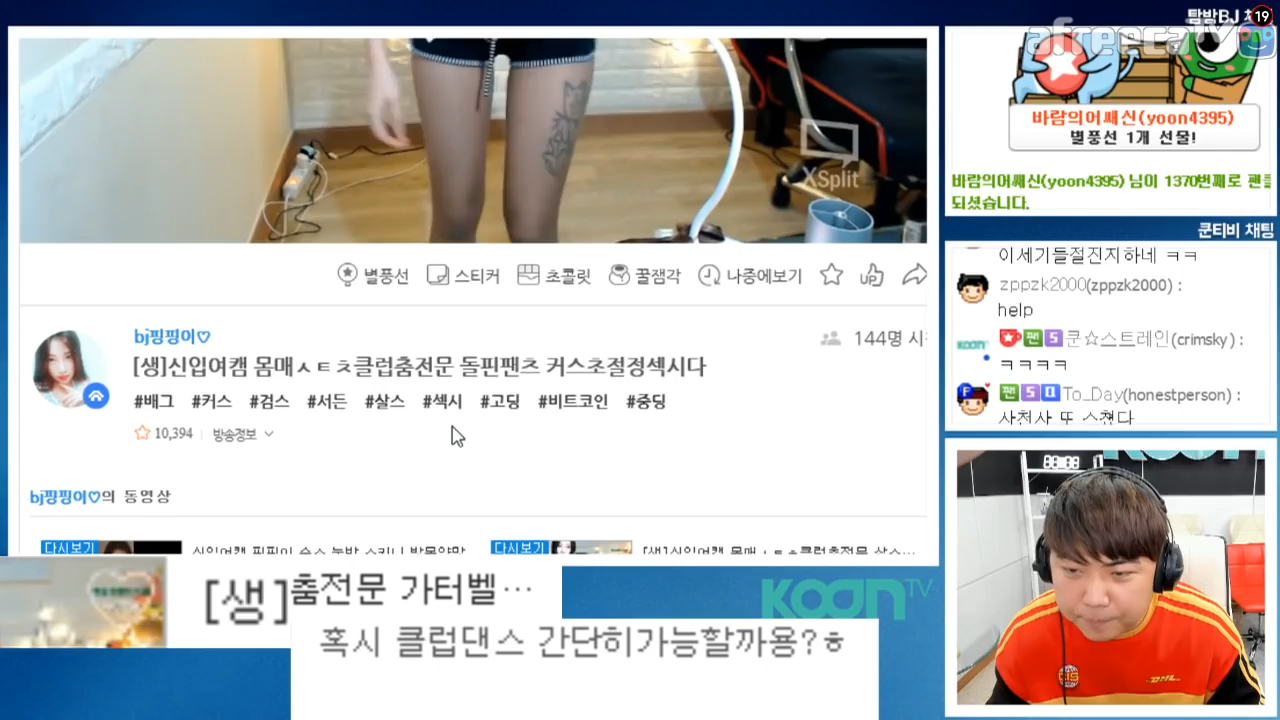 탐방BJ 채
19
afreecaTV
바람의어쎄신(yoon4395)
별풍선 1개 선물!
바람의어쎄신(yoon4395) 님이 1370번째로 팬클
되셨습니다.
쿤티비 채팅
이세기들절진지하네 ㅋㅋ
zppzk2000(zppzk2000) :
help
팬 S 쿤☆스트레인(crimsky) :
ㅋㅋㅋㅋ
팬 S Q To_Day(honestperson) :
사천사 또 스쳤다
XSplit
별풍선 스티커 초콜릿 꿀잼각 나중에보기 UP
bj핑핑이♡
144명 시
[생]신입여캠 몸매ㅅㅌㅊ클럽춤전문 돌핀팬츠 커스초절정섹시다
#배그 #커스 #검스 #서든 #살스 #섹시 #고딩 #비트코인 #중딩
10,394 방송정보
bj핑핑이♡의 동영상
다시보기
다시보기
[생]춤전문 가터벨…
혹시 클럽댄스 간단히가능할까용?ㅎ
KOONTV
DHL